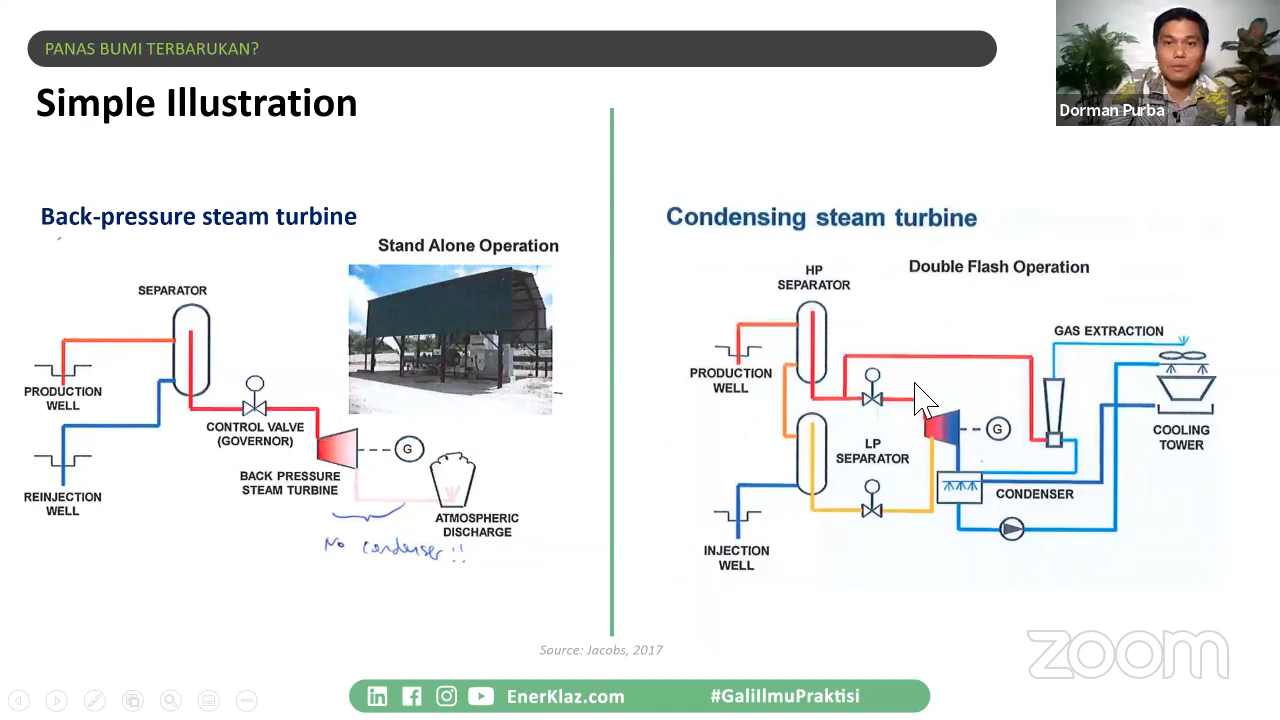 PANAS BUMI TERBARUKAN?
Simple Illustration
Dorman Purba
Back-pressure steam turbine
Stand Alone Operation
SEPARATOR
PRODUCTION
WELL
CONTROL VALVE
(GOVERNOR)
G
BACK PRESSURE
STEAM TURBINE
REINJECTION
WELL
ATMOSPHERIC
DISCHARGE
No condenser !!
Condensing steam turbine
HP
SEPARATOR
Double Flash Operation
GAS EXTRACTION
PRODUCTION
WELL
G
COOLING
TOWER
LP
SEPARATOR
CONDENSER
INJECTION
WELL
Source: Jacobs, 2017
zoom
EnerKlaz.com
#GaliIlmuPraktisi